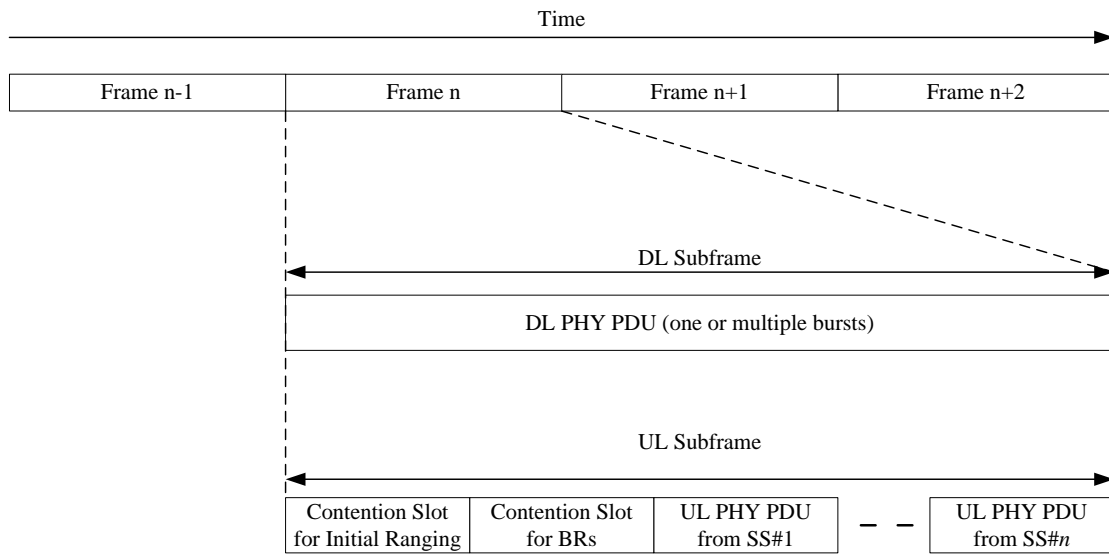 Time
Frame n-1
Frame n
Frame n+1
Frame n+2
DL Subframe
DL PHY PDU (one or multiple bursts)
UL Subframe
Contention Slot
for Initial Ranging
Contention Slot
for BRs
UL PHY PDU
from SS#1
UL PHY PDU
from SS#n